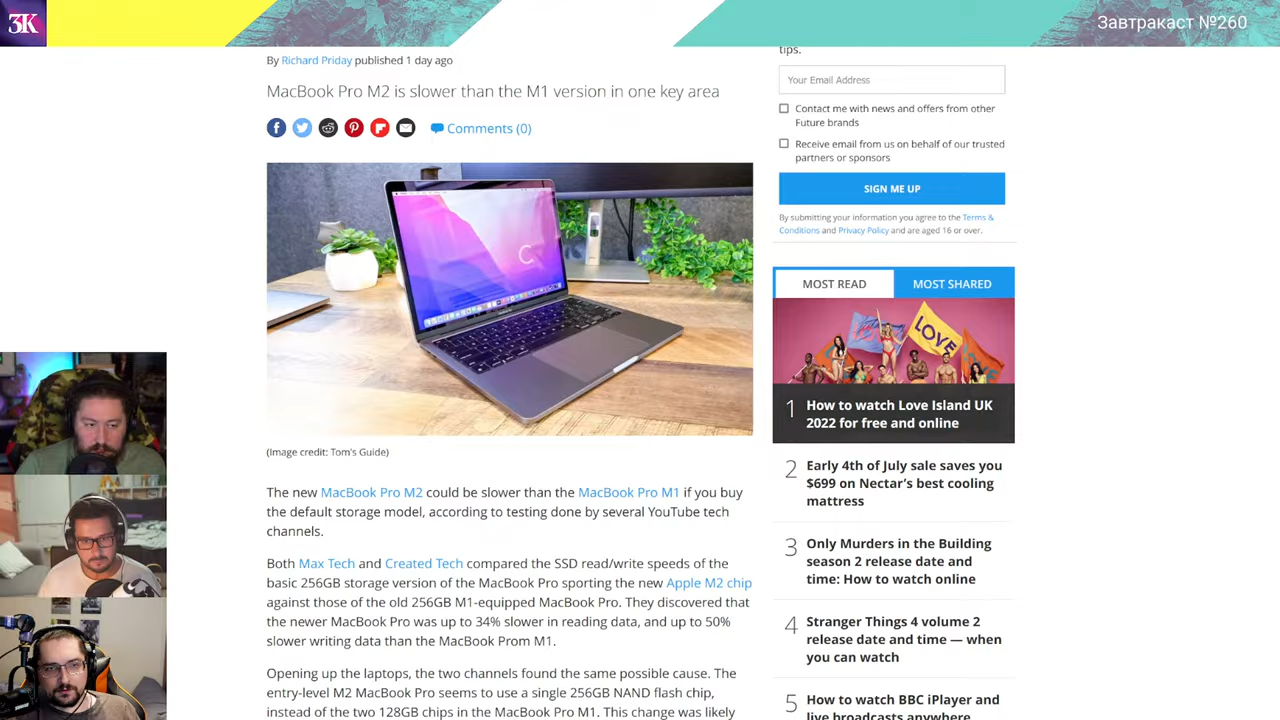 3K
Завтракаст №260
By Richard Priday published 1 day ago
MacBook Pro M2 is slower than the M1 version in one key area
Comments (0)
(Image credit: Tom's Guide)
The new MacBook Pro M2 could be slower than the MacBook Pro M1 if you buy
the default storage model, according to testing done by several YouTube tech
channels.
Both Max Tech and Created Tech compared the SSD read/write speeds of the
basic 256GB storage version of the MacBook Pro sporting the new Apple M2 chip
against those of the old 256GB M1-equipped MacBook Pro. They discovered that
the newer MacBook Pro was up to 34% slower in reading data, and up to 50%
slower writing data than the MacBook Prom M1.
Opening up the laptops, the two channels found the same possible cause. The
entry-level M2 MacBook Pro seems to use a single 256GB NAND flash chip,
instead of the two 128GB chips in the MacBook Pro M1. This change was likely
tips.
Your Email Address
Contact me with news and offers from other
Future brands
Receive email from us on behalf of our trusted
partners or sponsors
SIGN ME UP
By submitting your information you agree to the Terms &
Conditions and Privacy Policy and are aged 16 or over.
MOST READ
MOST SHARED
LOVE
1 How to watch Love Island UK
2022 for free and online
2 Early 4th of July sale saves you
$699 on Nectar's best cooling
mattress
3 Only Murders in the Building
season 2 release date and
time: How to watch online
4 Stranger Things 4 volume 2
release date and time — when
you can watch
5 How to watch BBC iPlayer and
live broadcasts anywhere